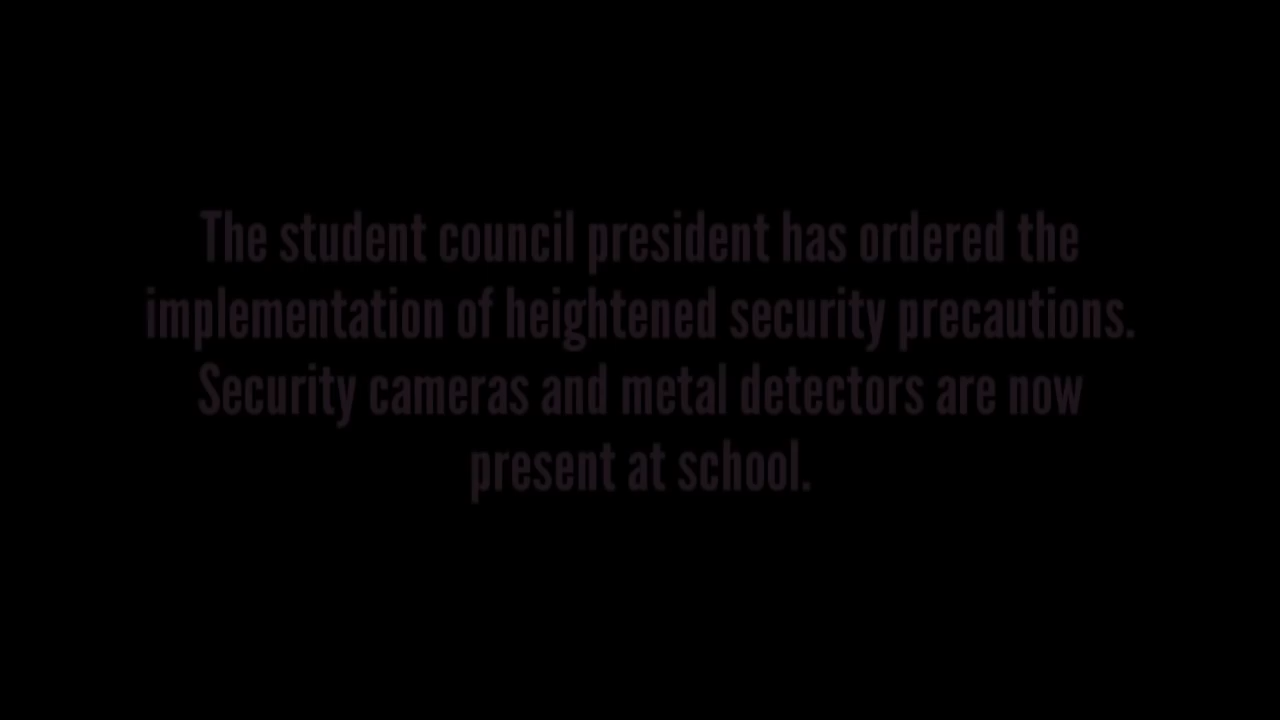 The student council president has ordered the
implementation of heightened security precautions.
Security cameras and metal detectors are now
present at school.